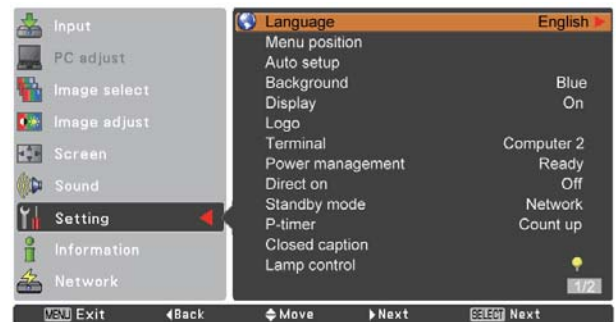 Input
PC adjust
Image select
Image adjust
Screen
Sound
Setting
Information
Network
Language English
Menu position
Auto setup
Background Blue
Display On
Logo
Terminal Computer 2
Power management Ready
Direct on Off
Standby mode Network
P-timer Count up
Closed caption
Lamp control
1/2
MENU Exit Back Move Next SELECT Next